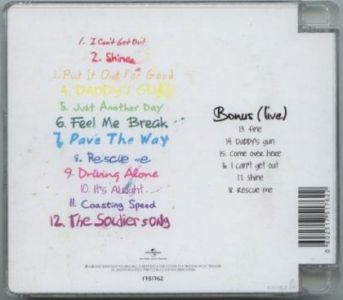 1. I Can't Get Out
2. Shine
3. Put It Out For Good
4. DADDy's GuN
5. Just Another Day
6. Feel Me Break
7. Pave The Way
8. Rescue me
9. Driving Alone
10. It's Alright
11. Coasting Speed
12. The Soldier song
Bonus (live)
13. fine
14. DADDy's gun
15. Come over here
16. I can't get out
17. shine
18. Rescue me
UNIVERSAL
1751762